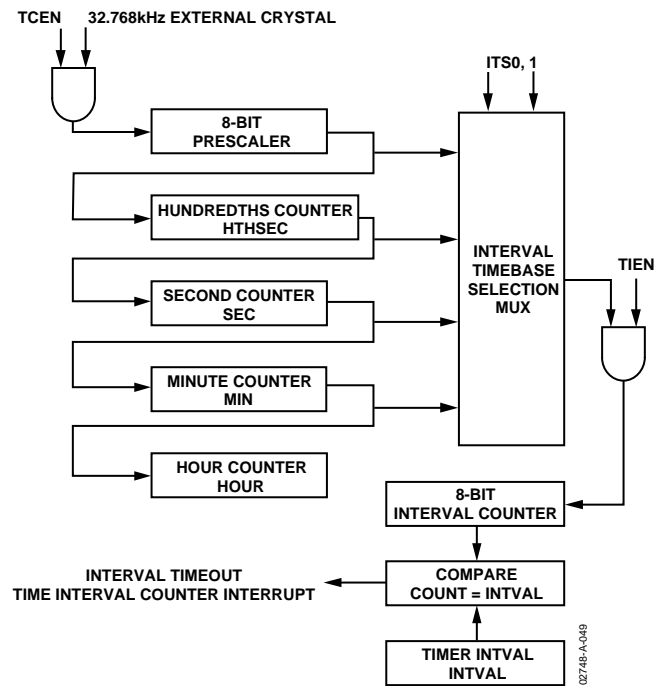 TCEN 32.768kHz EXTERNAL CRYSTAL
ITS0, 1
8-BIT
PRESCALER
HUNDREDTHS COUNTER
HTHSEC
INTERVAL
TIMEBASE
SELECTION
MUX
TIEN
SECOND COUNTER
SEC
MINUTE COUNTER
MIN
HOUR COUNTER
HOUR
8-BIT
INTERVAL COUNTER
INTERVAL TIMEOUT
TIME INTERVAL COUNTER INTERRUPT
COMPARE
COUNT = INTVAL
TIMER INTVAL
INTVAL
02748-A-049